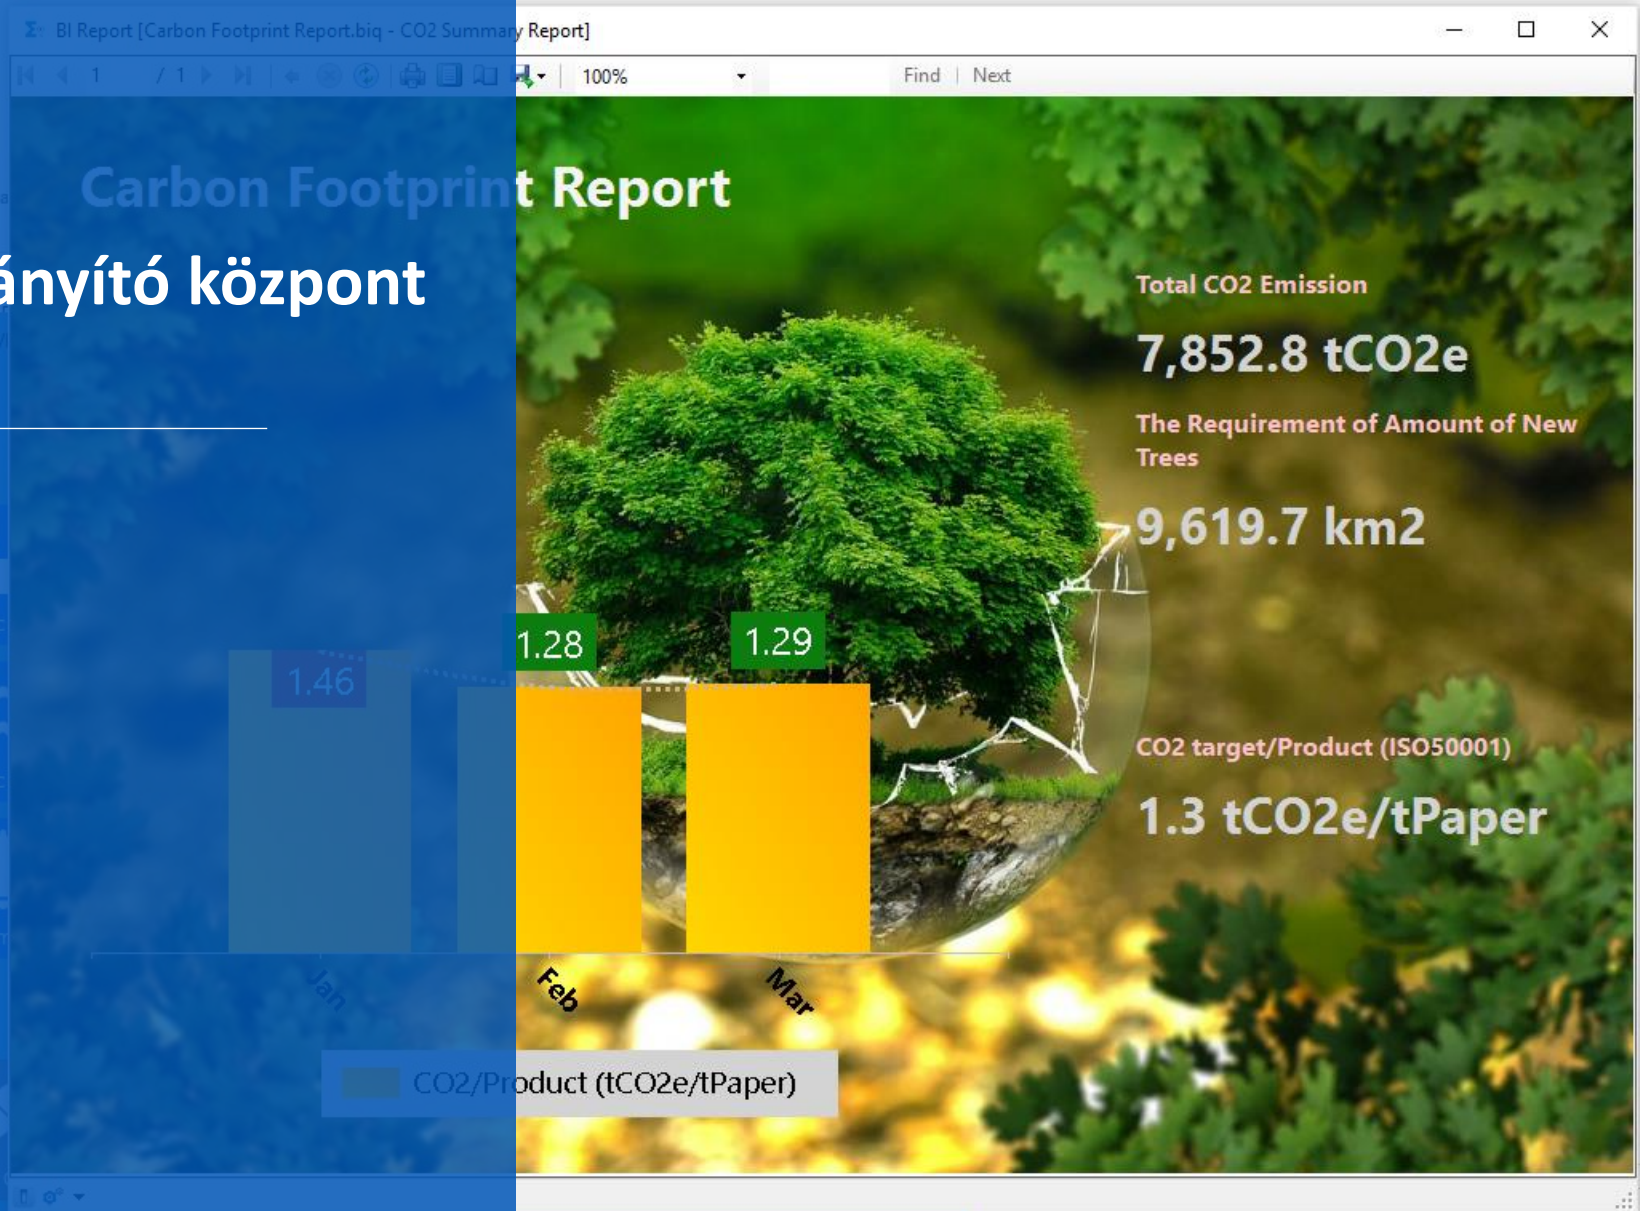 BI Report [Carbon Footprint Report.biq - CO2 Summary Report]
1 / 1 100% Find | Next
Carbon Footprint Report
ányító központ
Total CO2 Emission
7,852.8 tCO2e
The Requirement of Amount of New
Trees
9,619.7 km2
1.46 1.28 1.29
CO2 target/Product (ISO50001)
1.3 tCO2e/tPaper
Jan Feb Mar
CO2/Product (tCO2e/tPaper)